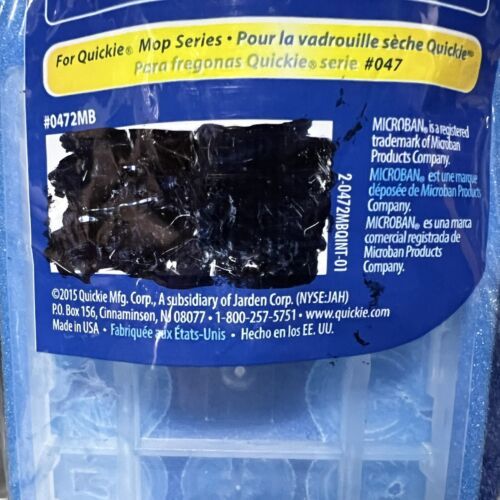 For Quickie® Mop Series • Pour la vadrouille sèche Quickie™
Para fregonas Quickie® serie #047
#0472MB
MICROBAN® is a registered
trademark of Microban
Products Company.
MICROBAN® est une marque
déposée de Microban Products
Company.
MICROBAN® es una marca
comercial registrada de
Microban Products
Company.
2-0472MBQINT-01
©2015 Quickie Mfg. Corp., A subsidiary of Jarden Corp. (NYSE:JAH)
P.O. Box 156, Cinnaminson, NJ 08077 • 1-800-257-5751 • www.quickie.com
Made in USA • Fabriquée aux États-Unis • Hecho en los EE. UU.